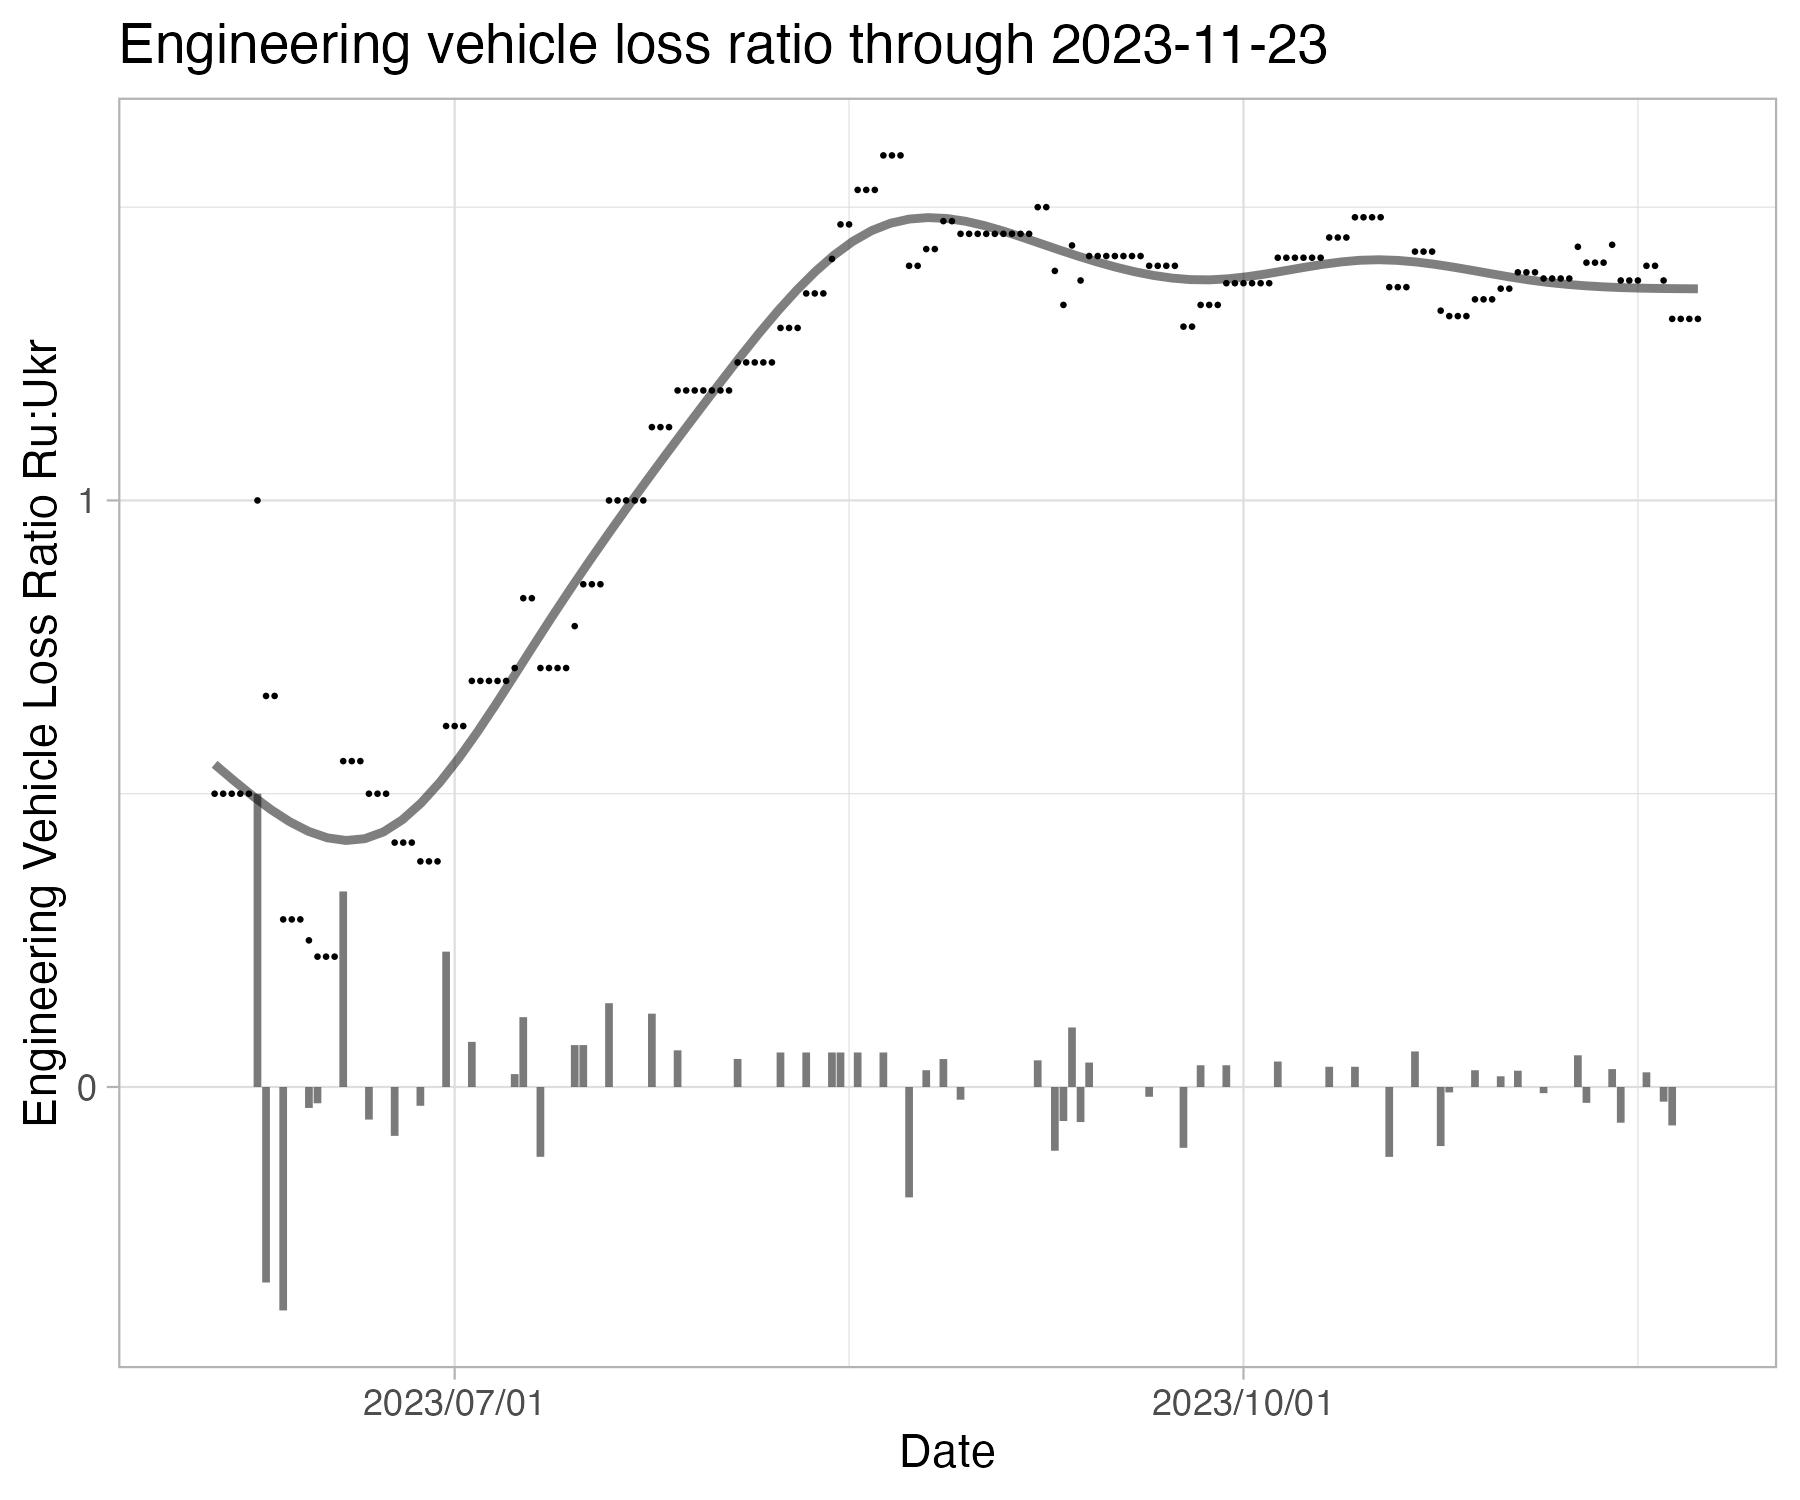 Engineering vehicle loss ratio through 2023-11-23
Engineering Vehicle Loss Ratio Ru:Ukr
1
0
2023/07/01
2023/10/01
Date